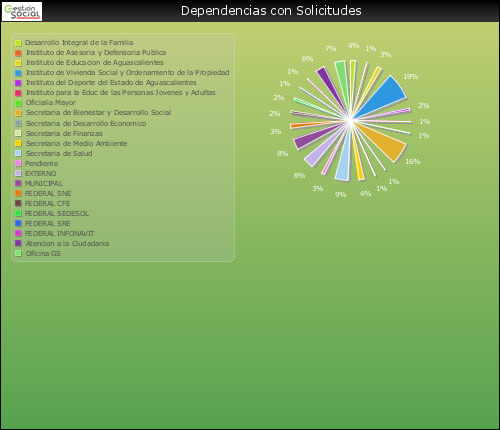 Gestion
social
Dependencias con Solicitudes
Desarrollo Integral de la Familia
Instituto de Asesoria y Defensoria Publica
Instituto de Educacion de Aguascalientes
Instituto de Vivienda Social y Ordenamiento de la Propiedad
Instituto del Deporte del Estado de Aguascalientes
Instituto para la Educ de las Personas Jovenes y Adultas
Oficialia Mayor
Secretaria de Bienestar y Desarrollo Social
Secretaria de Desarrollo Economico
Secretaria de Finanzas
Secretaria de Medio Ambiente
Secretaria de Salud
Pendiente
EXTERNO
MUNICIPAL
FEDERAL SNE
FEDERAL CFE
FEDERAL SEDESOL
FEDERAL SRE
FEDERAL INFONAVIT
Atencion a la Ciudadania
Oficina GS
4%
1%
3%
19%
2%
1%
1%
16%
1%
1%
4%
9%
3%
8%
8%
3%
2%
2%
1%
1%
6%
7%